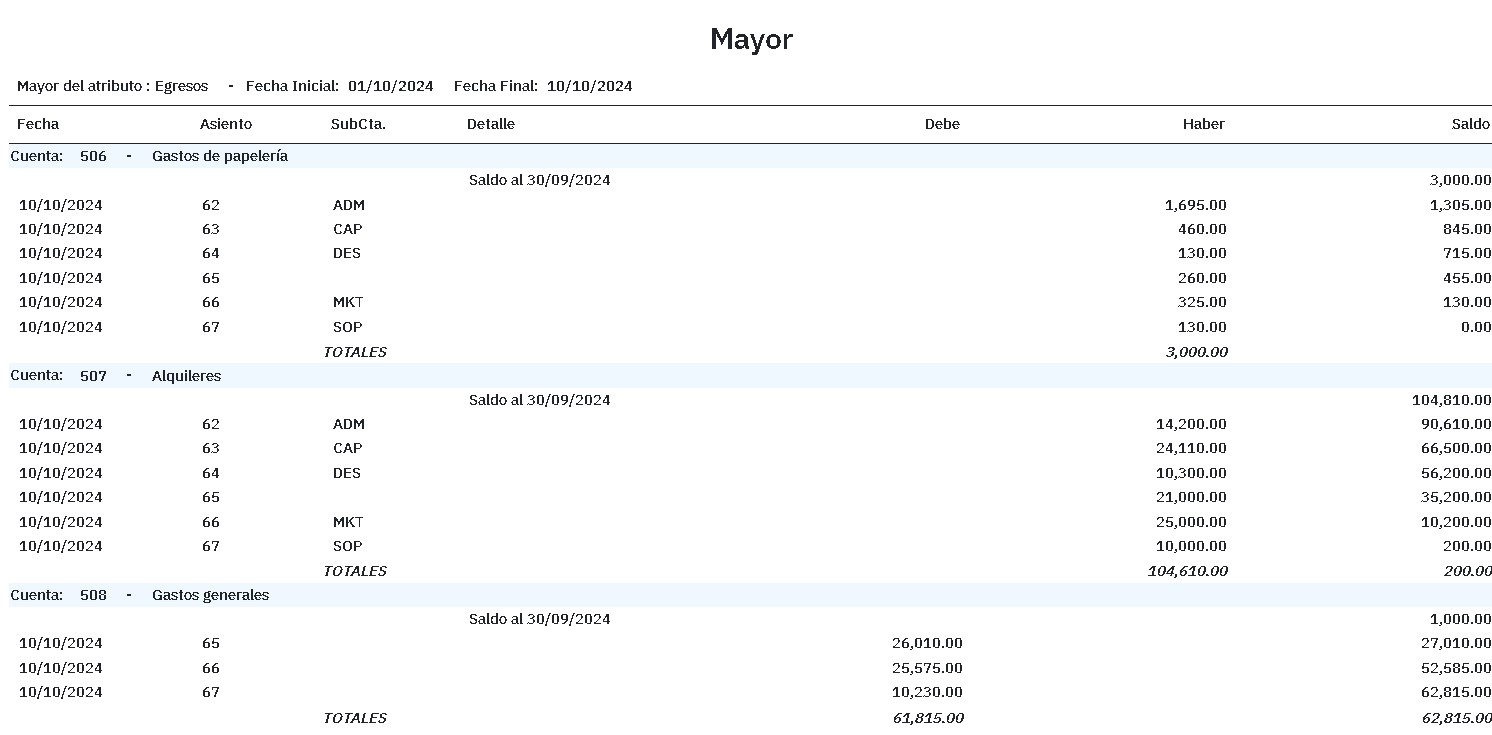 Mayor
Mayor del atributo : Egresos - Fecha Inicial: 01/10/2024 Fecha Final: 10/10/2024
Fecha Asiento SubCta. Detalle Debe Haber Saldo
Cuenta: 506 - Gastos de papelería
Saldo al 30/09/2024 3,000.00
10/10/2024 62 ADM 1,695.00 1,305.00
10/10/2024 63 CAP 460.00 845.00
10/10/2024 64 DES 130.00 715.00
10/10/2024 65 260.00 455.00
10/10/2024 66 MKT 325.00 130.00
10/10/2024 67 SOP 130.00 0.00
TOTALES 3,000.00
Cuenta: 507 - Alquileres
Saldo al 30/09/2024 104,810.00
10/10/2024 62 ADM 14,200.00 90,610.00
10/10/2024 63 CAP 24,110.00 66,500.00
10/10/2024 64 DES 10,300.00 56,200.00
10/10/2024 65 21,000.00 35,200.00
10/10/2024 66 MKT 25,000.00 10,200.00
10/10/2024 67 SOP 10,000.00 200.00
TOTALES 104,610.00 200.00
Cuenta: 508 - Gastos generales
Saldo al 30/09/2024 1,000.00
10/10/2024 65 26,010.00 27,010.00
10/10/2024 66 25,575.00 52,585.00
10/10/2024 67 10,230.00 62,815.00
TOTALES 61,815.00 62,815.00